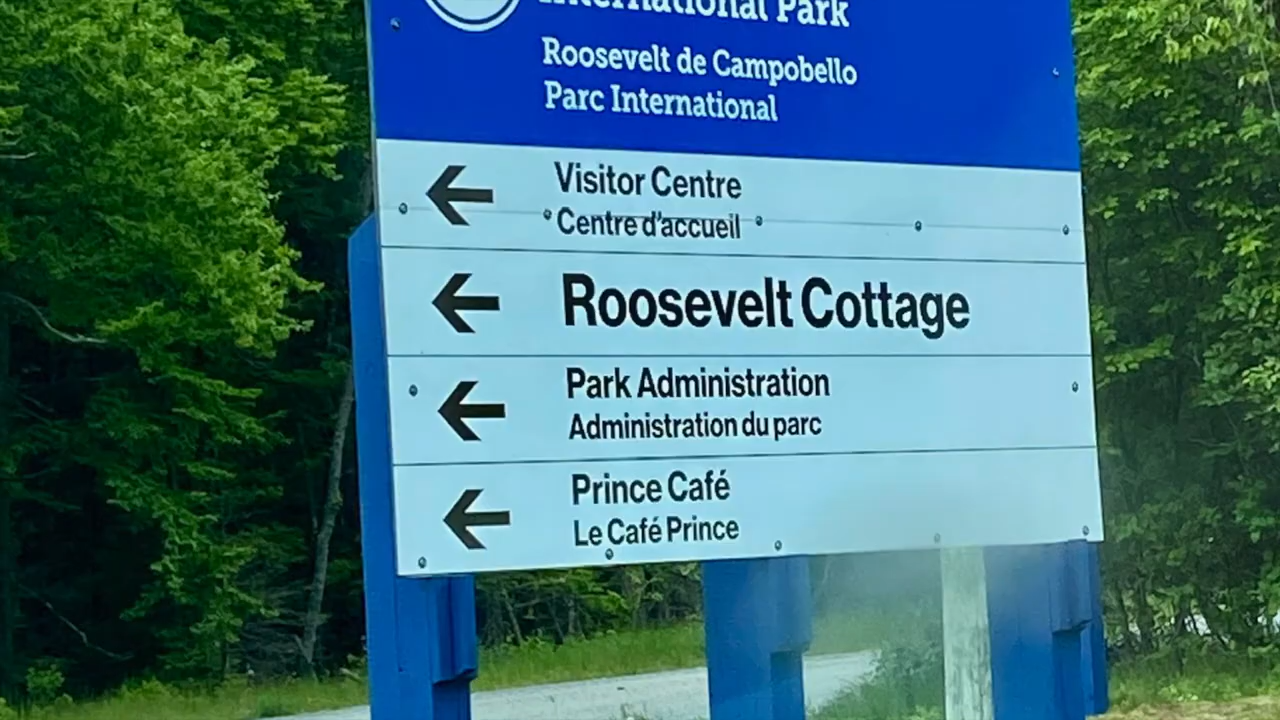 International Park
Roosevelt de Campobello
Parc International
Visitor Centre
Centre d'accueil
Roosevelt Cottage
Park Administration
Administration du parc
Prince Café
Le Café Prince